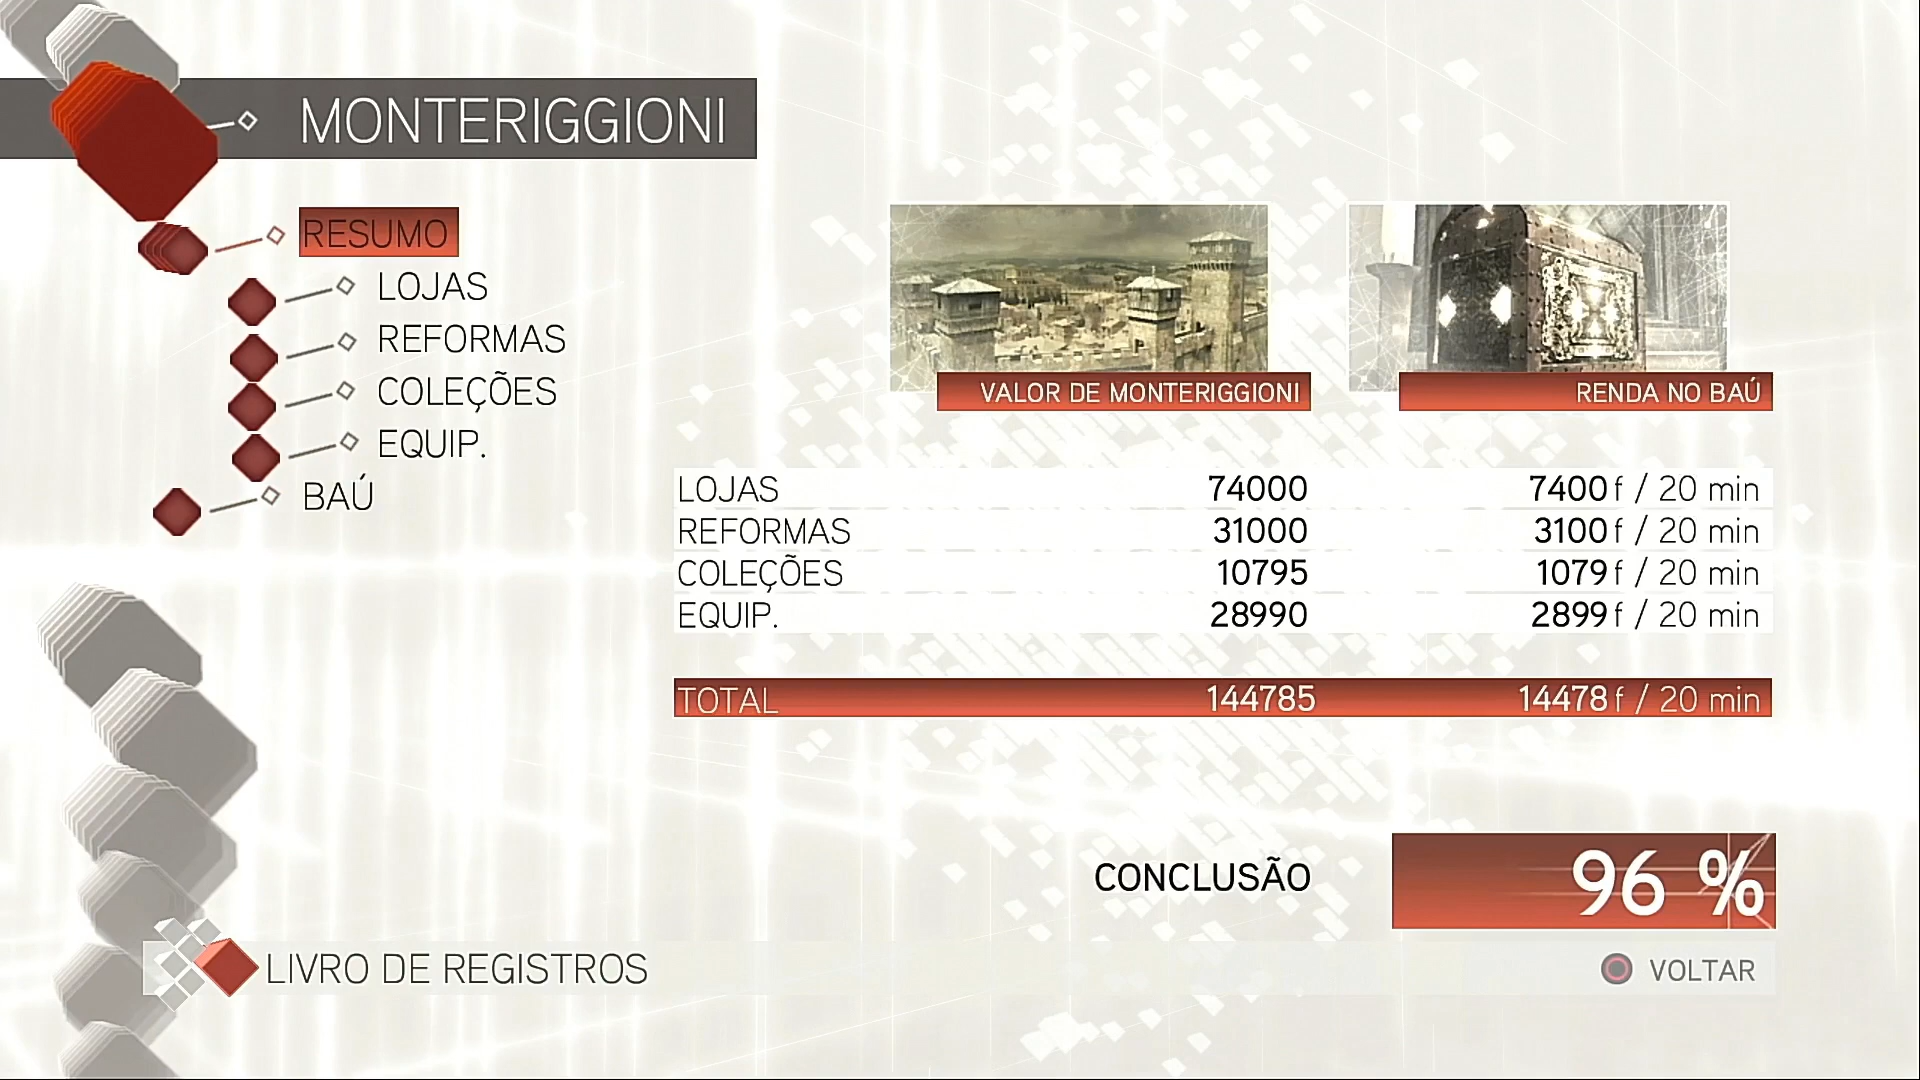 MONTERIGGIONI
RESUMO
LOJAS
REFORMAS
COLEÇÕES
EQUIP.
BAÚ
VALOR DE MONTERIGGIONI
RENDA NO BAÚ
LOJAS 74000 7400 f / 20 min
REFORMAS 31000 3100 f / 20 min
COLEÇÕES 10795 1079 f / 20 min
EQUIP. 28990 2899 f / 20 min
TOTAL 144785 14478 f / 20 min
CONCLUSÃO 96 %
LIVRO DE REGISTROS
VOLTAR